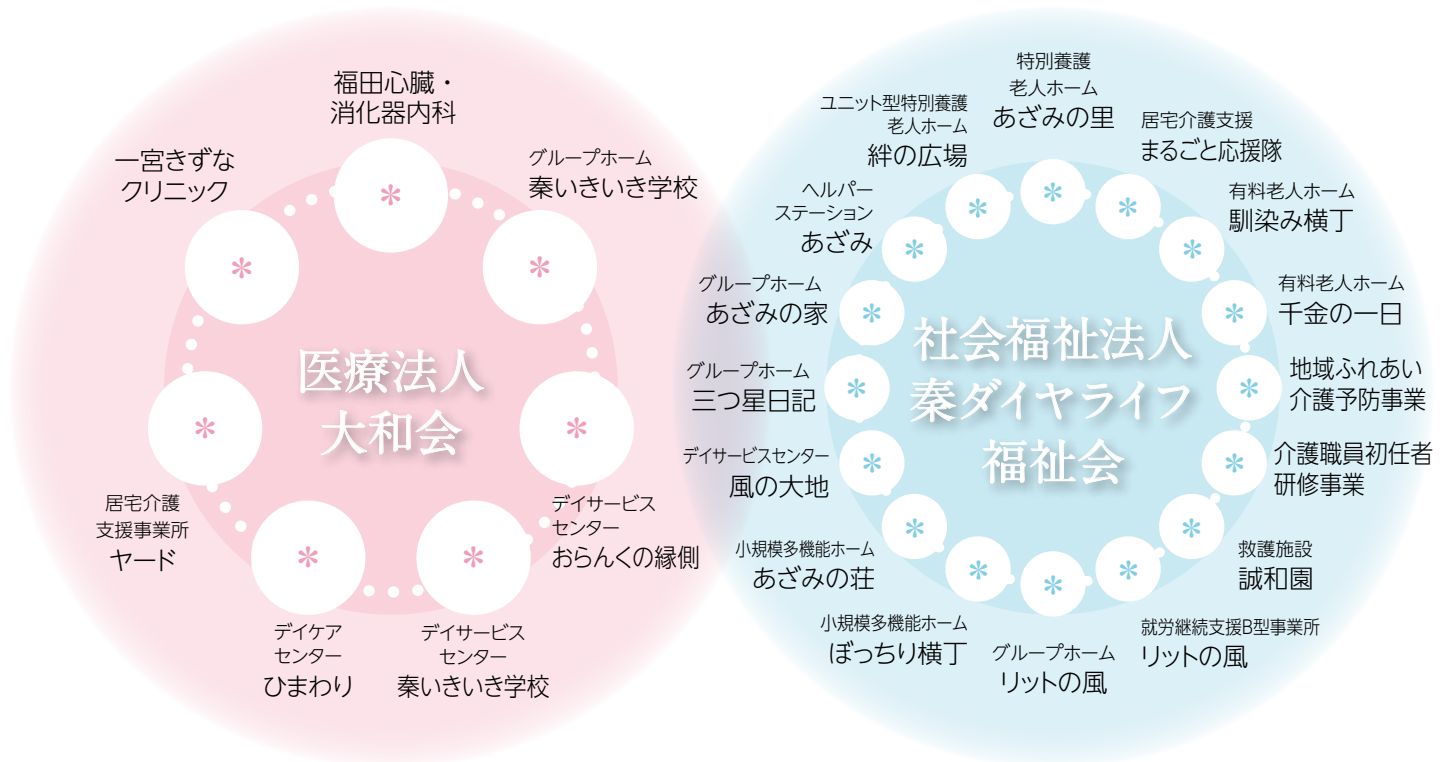 福田心臓・
消化器内科
グループホーム
秦いきいき学校
デイサービス
センター
おらんくの縁側
デイサービス
センター
秦いきいき学校
デイケア
センター
ひまわり
居宅介護
支援事業所
ヤード
一宮きずな
クリニック
医療法人
大和会
特別養護
老人ホーム
あざみの里
居宅介護支援
まるごと応援隊
有料老人ホーム
馴染み横丁
有料老人ホーム
千金の一日
地域ふれあい
介護予防事業
介護職員初任者
研修事業
救護施設
誠和園
就労継続支援B型事業所
リットの風
グループホーム
リットの風
小規模多機能ホーム
ぼっちり横丁
小規模多機能ホーム
あざみの荘
デイサービスセンター
風の大地
グループホーム
三つ星日記
グループホーム
あざみの家
ヘルパー
ステーション
あざみ
ユニット型特別養護
老人ホーム
絆の広場
社会福祉法人
秦ダイヤライフ
福祉会